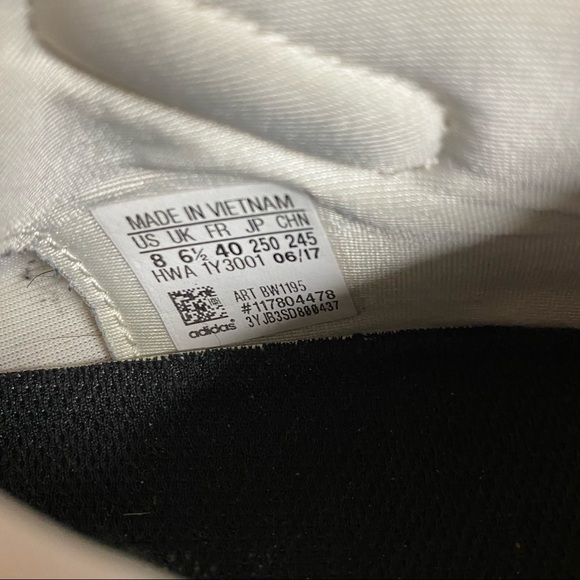 MADE IN VIETNAM
US UK FR JP CHN
8 6½ 40 250 245
HWA 1Y3001 06/17
ART BW1195
#117804478
3YJB3SD800437
adidas